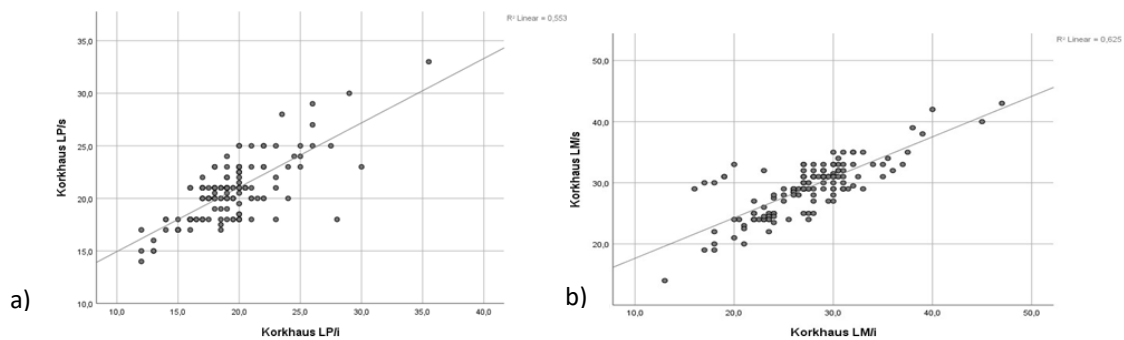 R² Linear = 0,553
35,0
30,0
25,0
20,0
15,0
10,0
Korkhaus LP/s
10,0 15,0 20,0 25,0 30,0 35,0 40,0
Korkhaus LP/i
a)
R² Linear = 0,625
50,0
40,0
30,0
20,0
Korkhaus LM/s
10,0 20,0 30,0 40,0 50,0
Korkhaus LM/i
b)